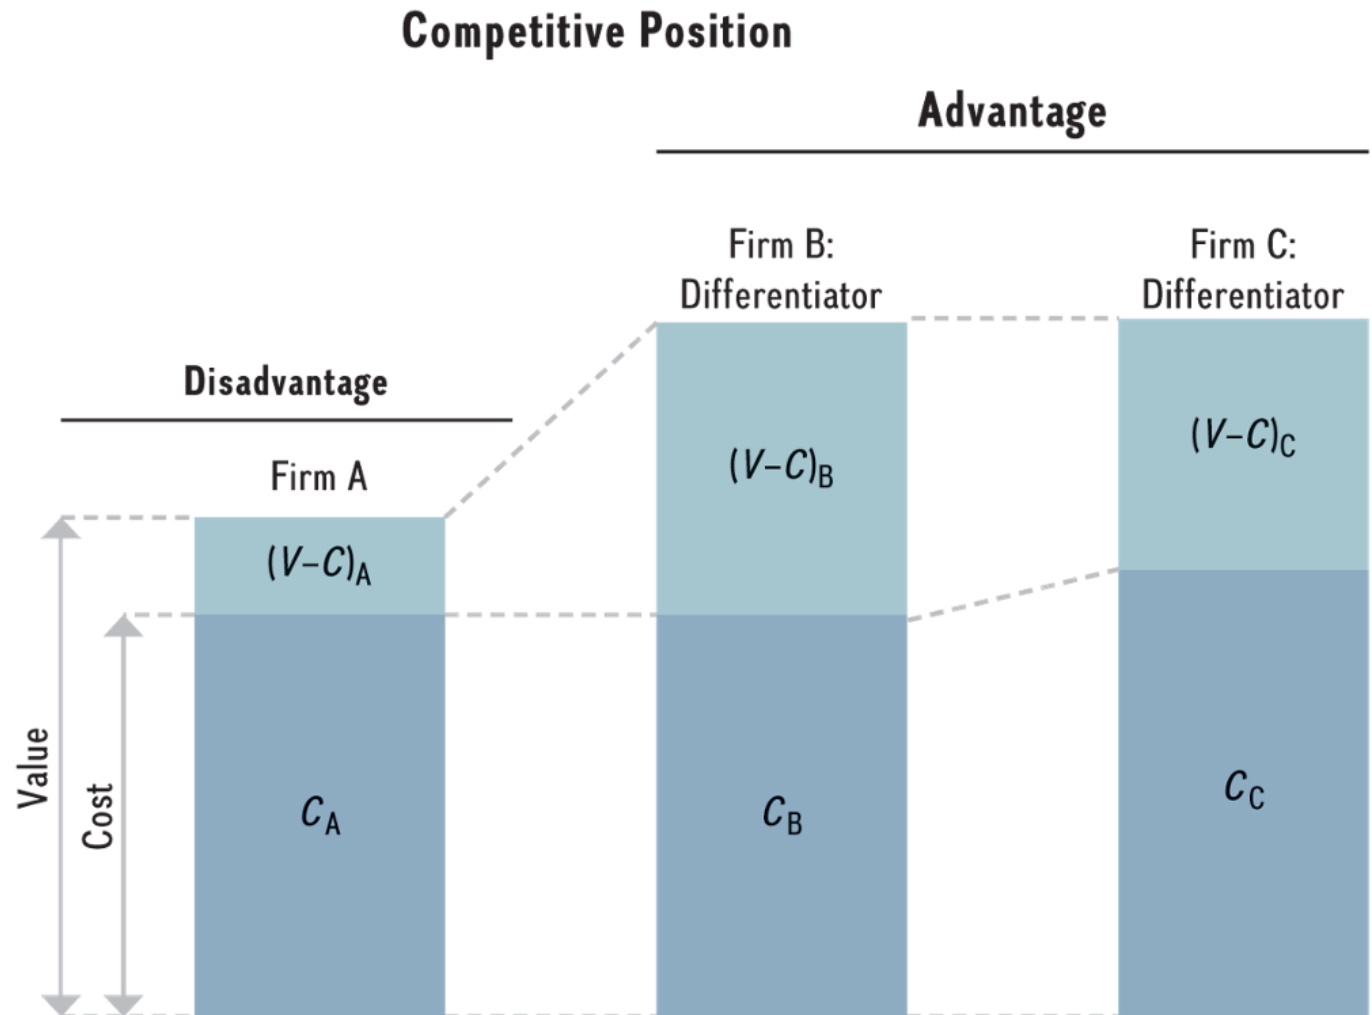 Competitive Position
Advantage
Firm B:
Differentiator
Firm C:
Differentiator
Disadvantage
Firm A
(V–C)A
(V–C)B
(V–C)C
Value
Cost
CA
CB
CC